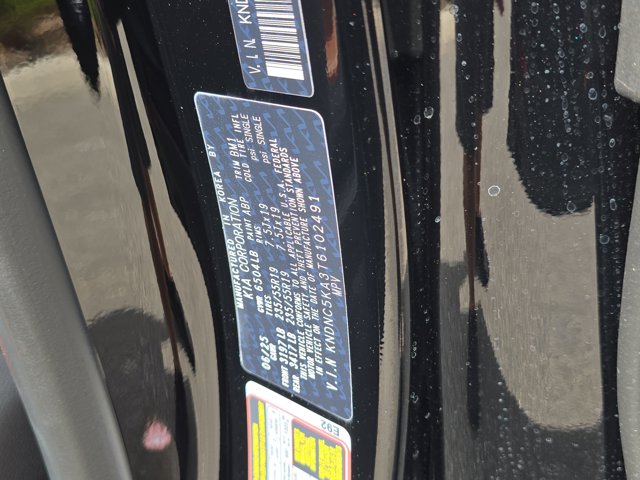 V.I.N. KND
MANUFACTURED IN KOREA BY
KIA CORPORATION
06/25 GVWR 6504LB PAINT ABP TRIM BM1
GAWR TIRES RIMS COLD TIRE INFL
FRONT 3197LB 235/55R19 7.5Jx19 psi SINGLE
REAR 3417LB 235/55R19 7.5Jx19 psi SINGLE
THIS VEHICLE CONFORMS TO ALL APPLICABLE U.S.A. FEDERAL
MOTOR VEHICLE SAFETY AND THEFT PREVENTION STANDARDS
IN EFFECT ON THE DATE OF MANUFACTURE SHOWN ABOVE
V.I.N KNDNC5KA3T6102491
MPV
E92